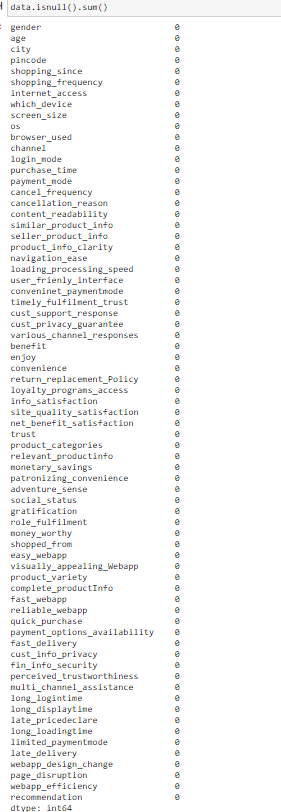 data.isnull().sum()
gender 0
age 0
city 0
pincode 0
shopping_since 0
shopping_frequency 0
internet_access 0
which_device 0
screen_size 0
os 0
browser_used 0
channel 0
login_mode 0
purchase_time 0
payment_mode 0
cancel_frequency 0
cancellation_reason 0
content_readability 0
similar_product_info 0
seller_product_info 0
product_info_clarity 0
navigation_ease 0
loading_processing_speed 0
user_frienly_interface 0
conveninet_paymentmode 0
timely_fulfilment_trust 0
cust_support_response 0
cust_privacy_guarantee 0
various_channel_responses 0
benefit 0
enjoy 0
convenience 0
return_replacement_Policy 0
loyalty_programs_access 0
info_satisfaction 0
site_quality_satisfaction 0
net_benefit_satisfaction 0
trust 0
product_categories 0
relevant_productinfo 0
monetary_savings 0
patronizing_convenience 0
adventure_sense 0
social_status 0
gratification 0
role_fulfilment 0
money_worthy 0
shopped_from 0
easy_webapp 0
visually_appealing_Webapp 0
product_variety 0
complete_productInfo 0
fast_webapp 0
reliable_webapp 0
quick_purchase 0
payment_options_availability 0
fast_delivery 0
cust_info_privacy 0
fin_info_security 0
perceived_trustworthiness 0
multi_channel_assistance 0
long_logintime 0
long_displaytime 0
late_pricedeclare 0
long_loadingtime 0
limited_paymentmode 0
late_delivery 0
webapp_design_change 0
page_disruption 0
webapp_efficiency 0
recommendation 0
dtype: int64